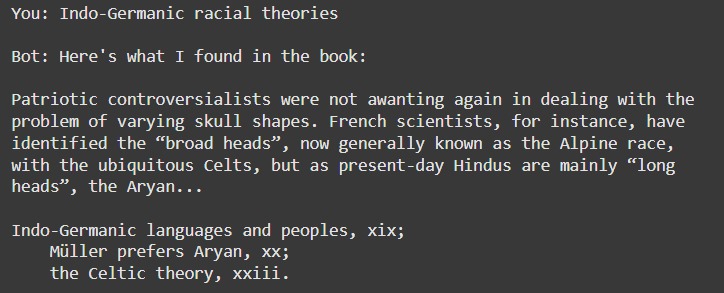 You: Indo-Germanic racial theories
Bot: Here's what I found in the book:
Patriotic controversialists were not awanting again in dealing with the
problem of varying skull shapes. French scientists, for instance, have
identified the “broad heads”, now generally known as the Alpine race,
with the ubiquitous Celts, but as present-day Hindus are mainly “long
heads”, the Aryan...
Indo-Germanic languages and peoples, xix;
Müller prefers Aryan, xx;
the Celtic theory, xxiii.